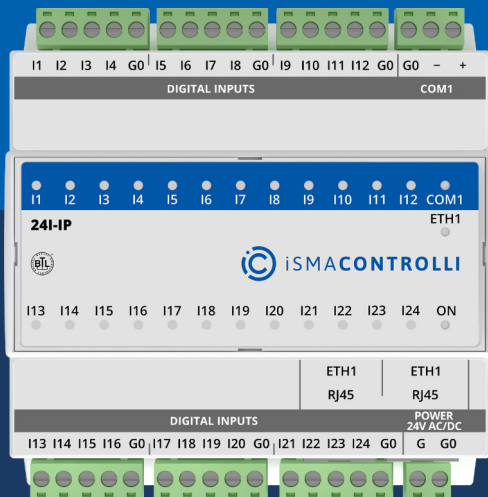 I1 I2 I3 I4 G0 I5 I6 I7 I8 G0 I9 I10 I11 I12 G0 G0 − +
DIGITAL INPUTS COM1
I1 I2 I3 I4 I5 I6 I7 I8 I9 I10 I11 I12 COM1
24I-IP ETH1
BTL iSMACONTROLLI
I13 I14 I15 I16 I17 I18 I19 I20 I21 I22 I23 I24 ON
ETH1 ETH1
RJ45 RJ45
DIGITAL INPUTS POWER
24V AC/DC
I13 I14 I15 I16 G0 I17 I18 I19 I20 G0 I21 I22 I23 I24 G0 G G0